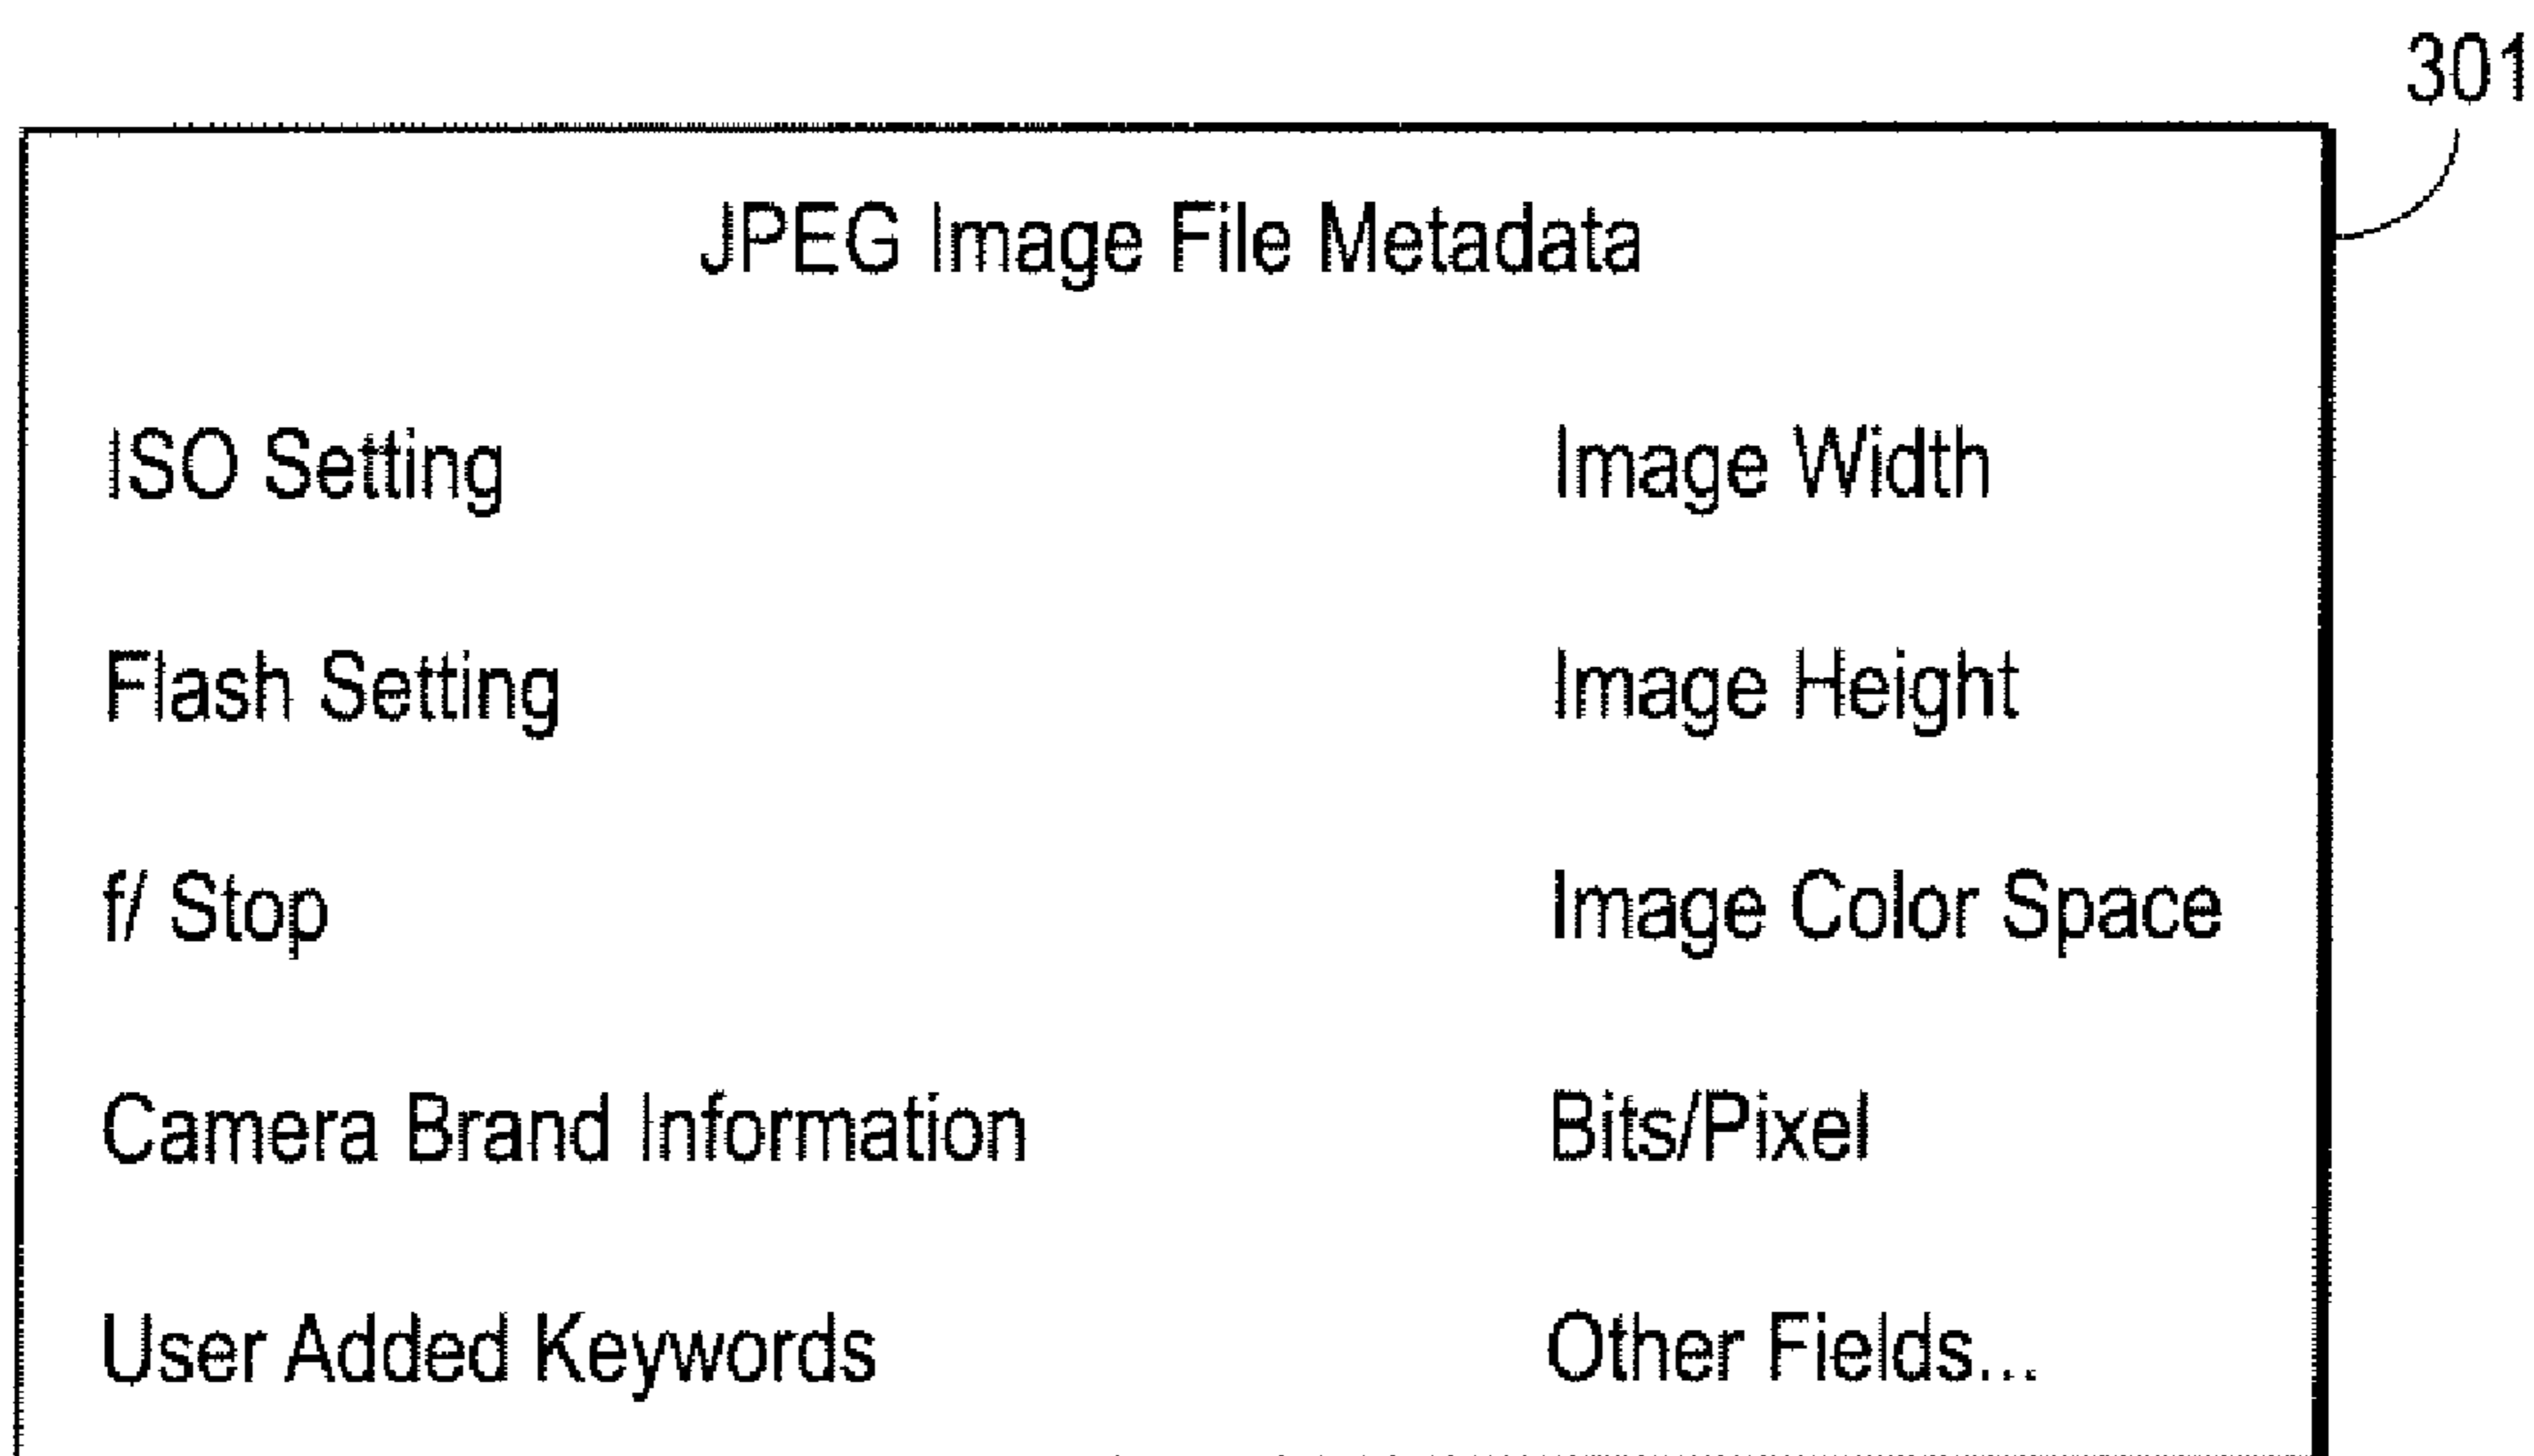 301
JPEG Image File Metadata
ISO Setting Image Width
Flash Setting Image Height
f/ Stop Image Color Space
Camera Brand Information Bits/Pixel
User Added Keywords Other Fields...